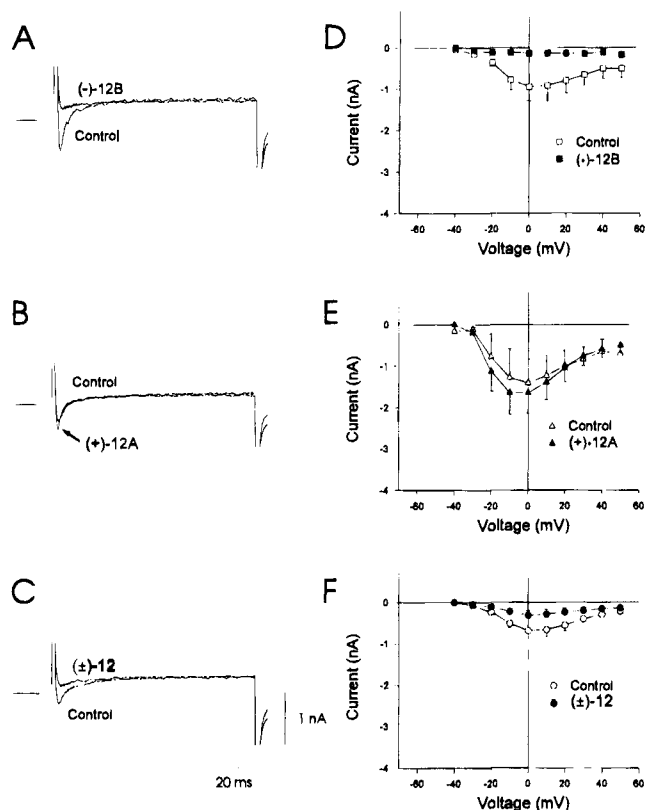 A
(-)-12B
Control
B
Control
(+)-12A
C
(±)-12
Control
1 nA
20 ms
D
0
-1
-2
-3
-4
Current (nA)
-60 -40 -20 0 20 40 60
Voltage (mV)
Control
(-)-12B
E
0
-1
-2
-3
-4
Current (nA)
-60 -40 -20 0 20 40 60
Voltage (mV)
Control
(+)-12A
F
0
-1
-2
-3
-4
Current (nA)
-60 -40 -20 0 20 40 60
Voltage (mV)
Control
(±)-12